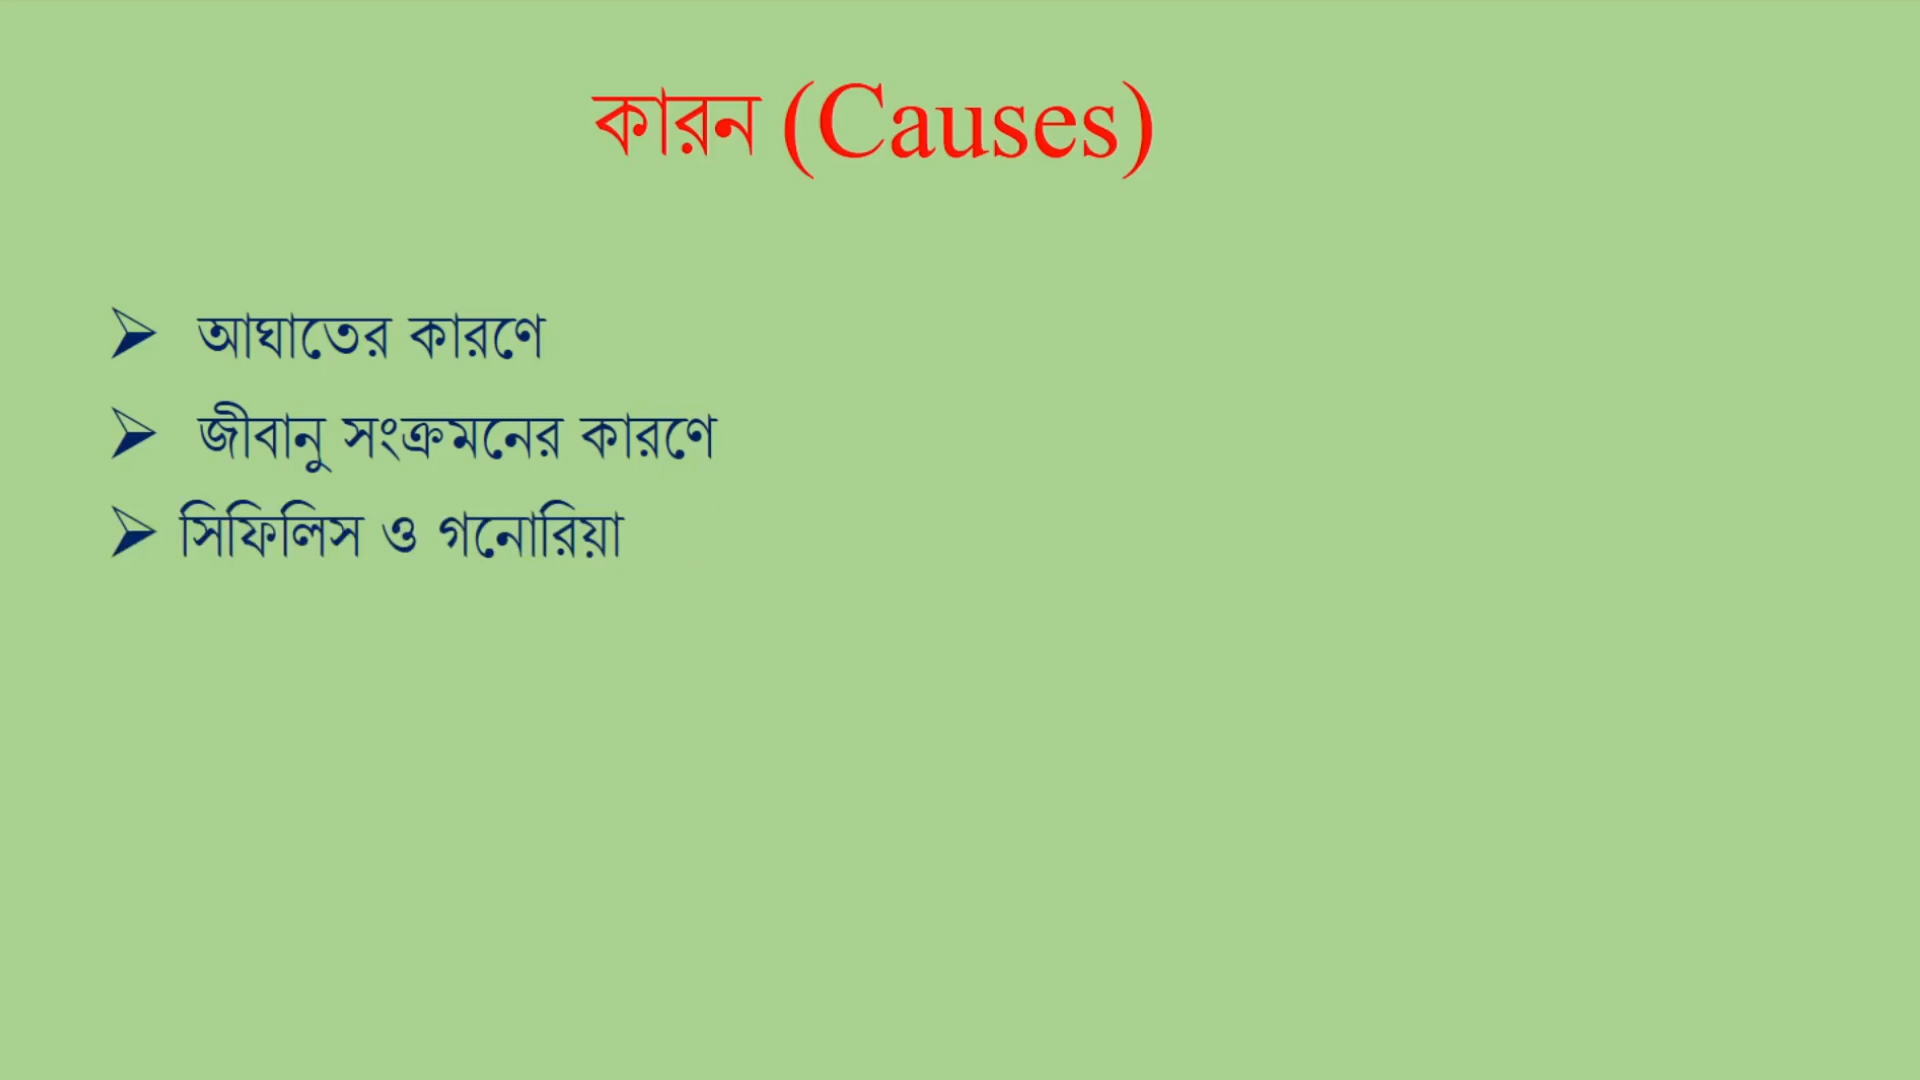 কারন (Causes)
আঘাতের কারণে
জীবানু সংক্রমনের কারণে
সিফিলিস ও গনোরিয়া